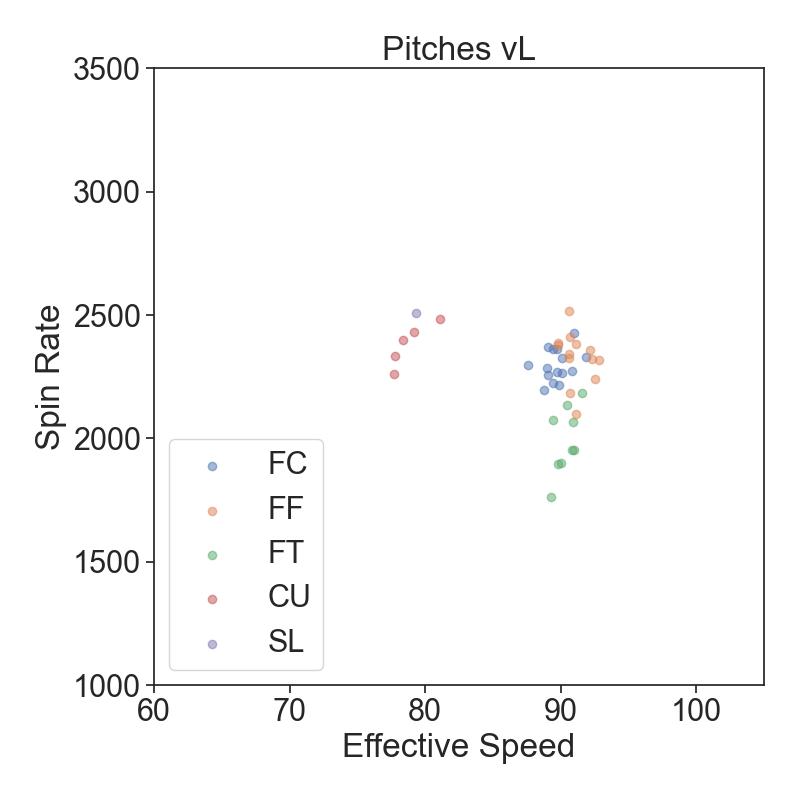 Pitches vL
3500
3000
2500
2000
1500
1000
Spin Rate
FC
FF
FT
CU
SL
60 70 80 90 100
Effective Speed